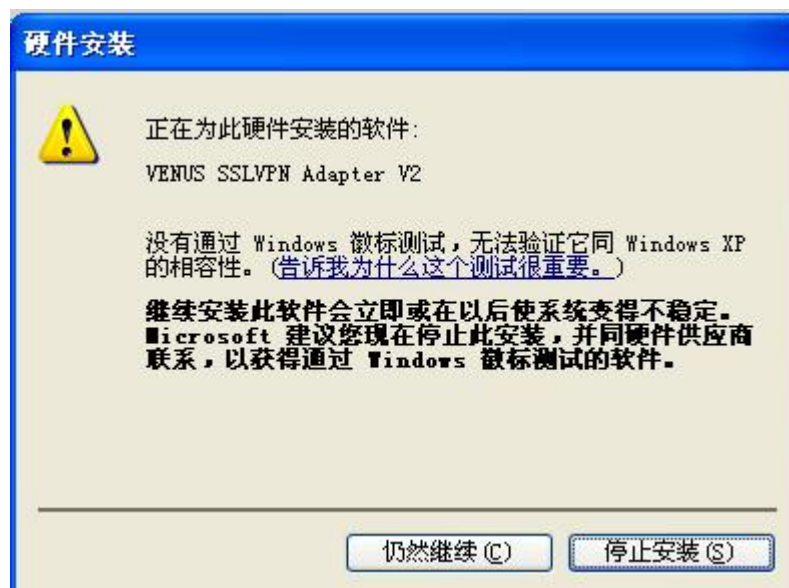 硬件安装
正在为此硬件安装的软件:
VENUS SSLVPN Adapter V2
没有通过 Windows 徽标测试，无法验证它同 Windows XP
的相容性。(告诉我为什么这个测试很重要。)
继续安装此软件会立即或在以后使系统变得不稳定。
Microsoft 建议您现在停止此安装，并同硬件供应商
联系，以获得通过 Windows 徽标测试的软件。
仍然继续(C)
停止安装(S)